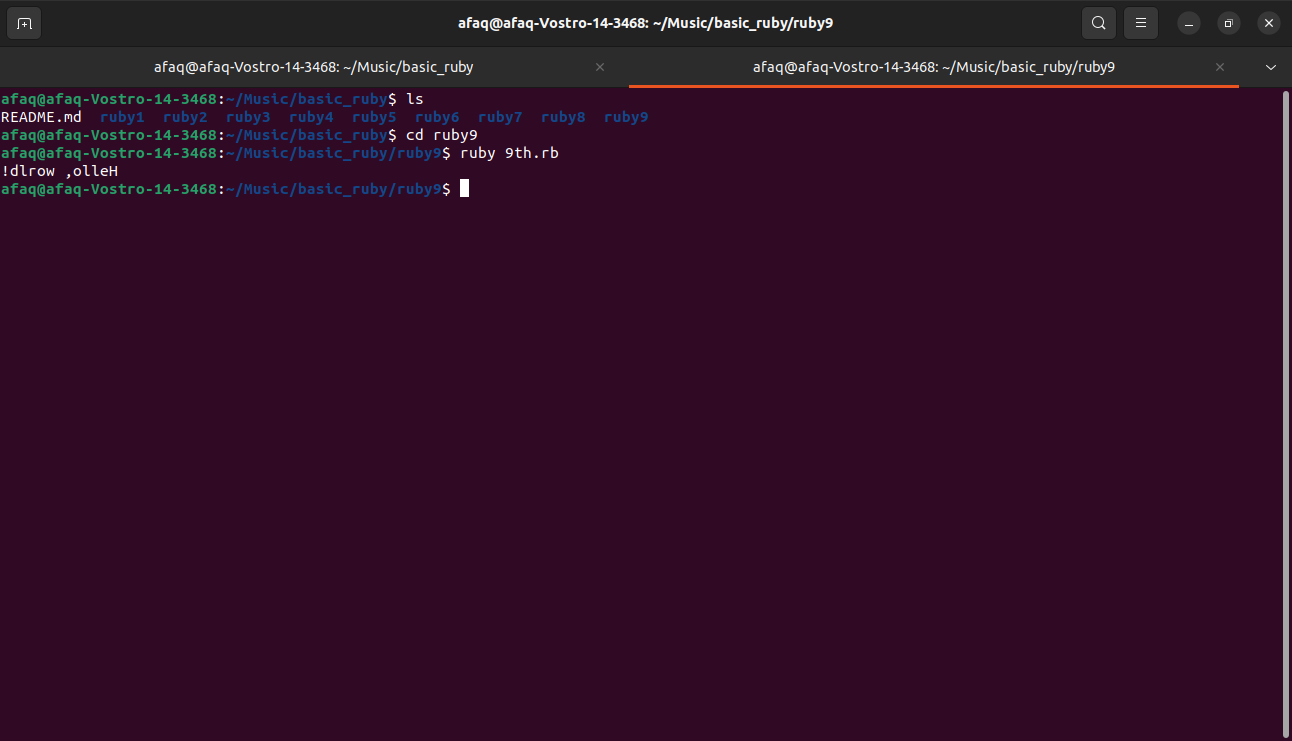 afaq@afaq-Vostro-14-3468: ~/Music/basic_ruby/ruby9
afaq@afaq-Vostro-14-3468: ~/Music/basic_ruby
afaq@afaq-Vostro-14-3468: ~/Music/basic_ruby/ruby9
afaq@afaq-Vostro-14-3468:~/Music/basic_ruby$ ls
README.md  ruby1  ruby2  ruby3  ruby4  ruby5  ruby6  ruby7  ruby8  ruby9
afaq@afaq-Vostro-14-3468:~/Music/basic_ruby$ cd ruby9
afaq@afaq-Vostro-14-3468:~/Music/basic_ruby/ruby9$ ruby 9th.rb
!dlrow ,olleH
afaq@afaq-Vostro-14-3468:~/Music/basic_ruby/ruby9$